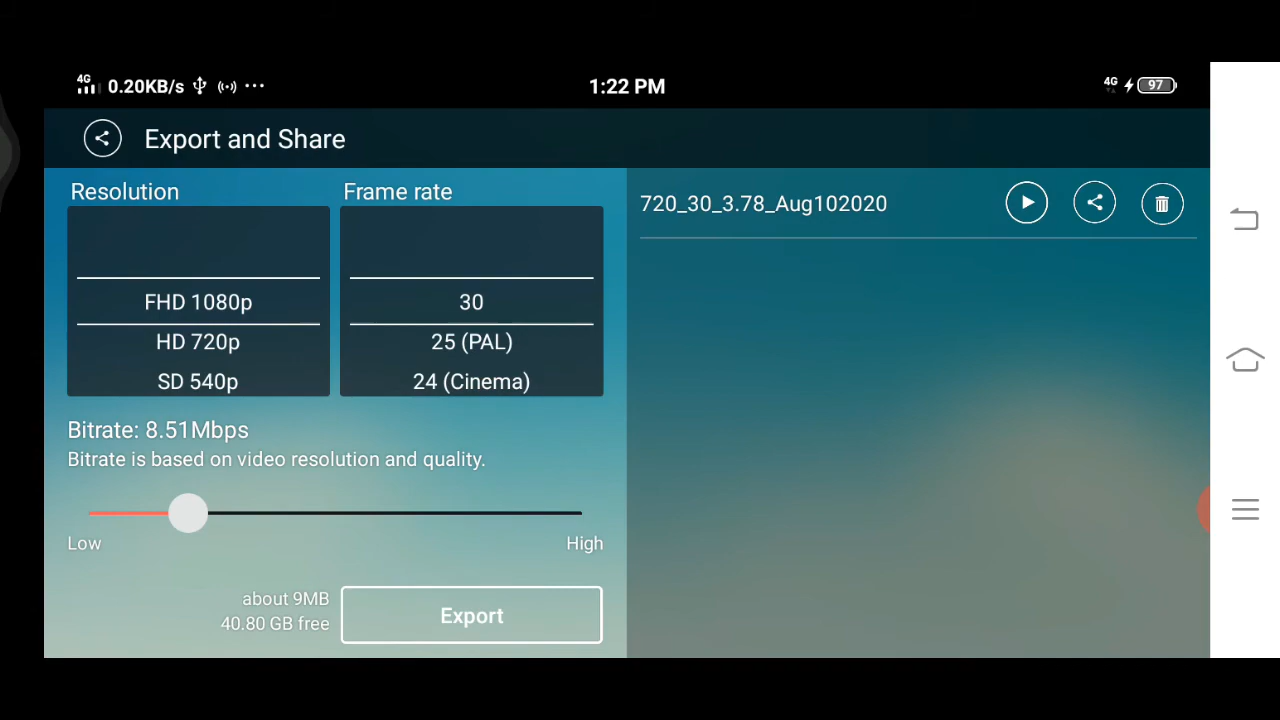 4G 0.20KB/s
1:22 PM
4G 97
Export and Share
Resolution
FHD 1080p
HD 720p
SD 540p
Frame rate
30
25 (PAL)
24 (Cinema)
Bitrate: 8.51Mbps
Bitrate is based on video resolution and quality.
Low
High
about 9MB
40.80 GB free
Export
720_30_3.78_Aug102020